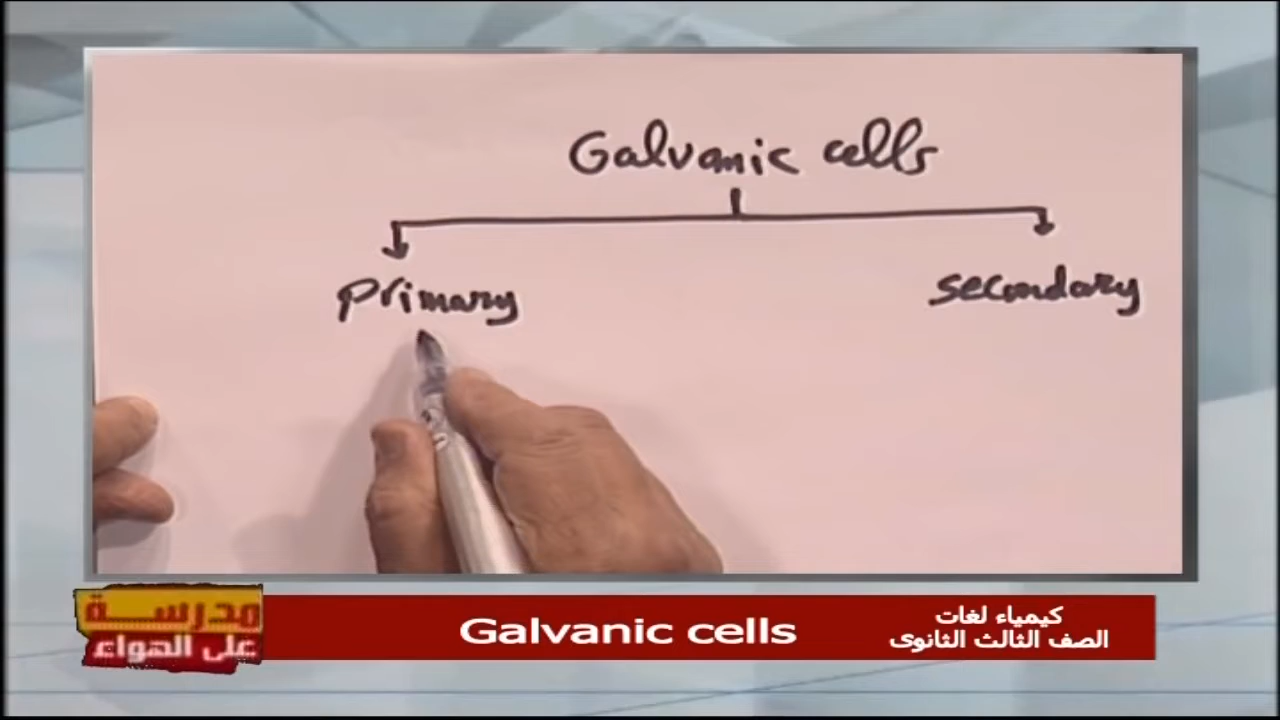 Galvanic cells
primary
secondary
مدرسة
على الهواء
Galvanic cells
كيمياء لغات
الصف الثالث الثانوى